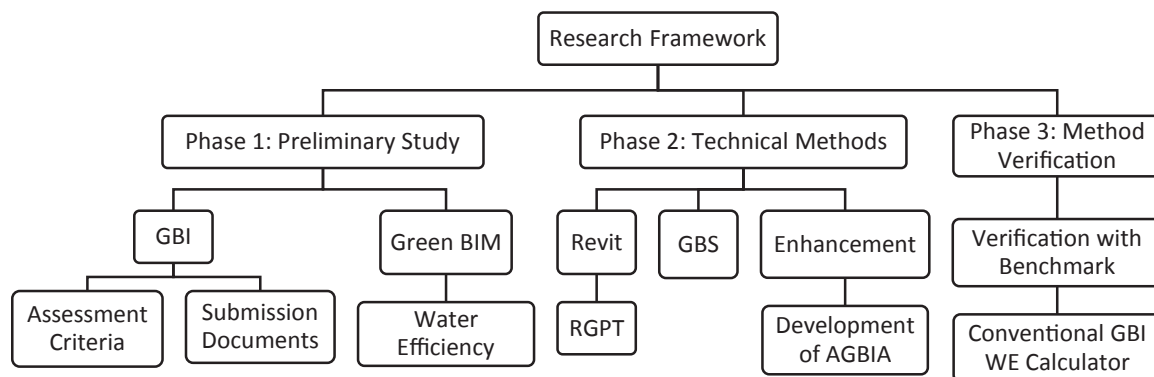 Research Framework
Phase 1: Preliminary Study
Phase 2: Technical Methods
Phase 3: Method
Verification
GBI
Green BIM
Revit
GBS
Enhancement
Verification with
Benchmark
Assessment
Criteria
Submission
Documents
Water
Efficiency
RGPT
Development
of AGBIA
Conventional GBI
WE Calculator